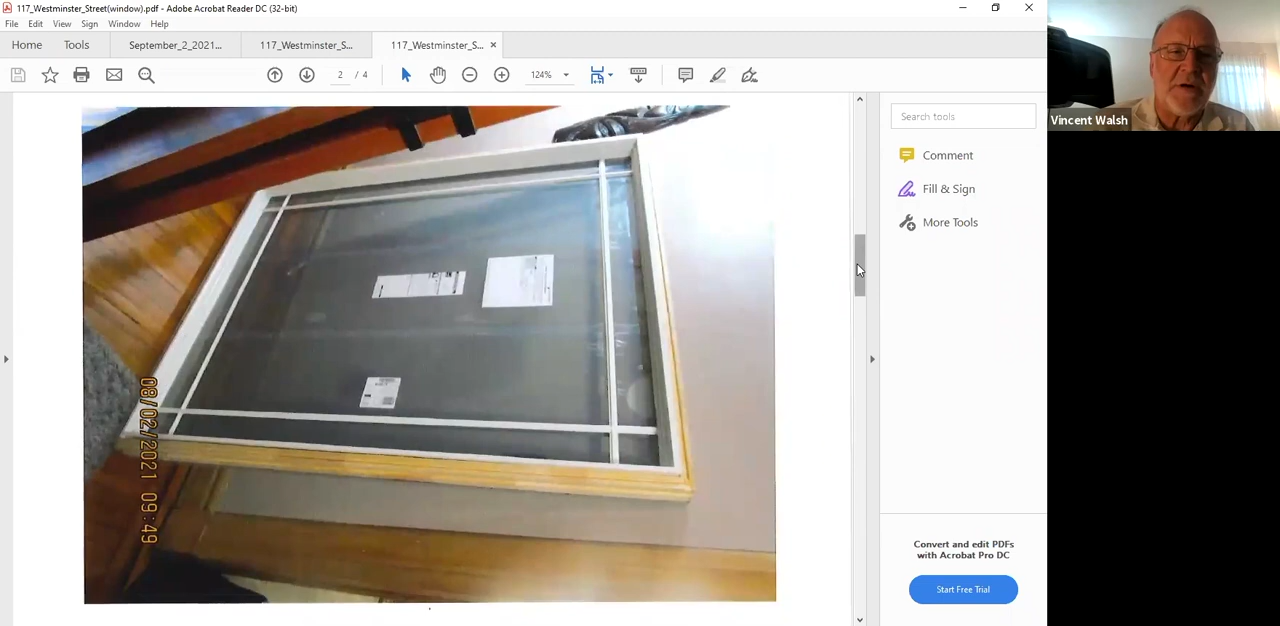 117_Westminster_Street(window).pdf - Adobe Acrobat Reader DC (32-bit)
File Edit View Sign Window Help
Home Tools September_2_2021... 117_Westminster_S... 117_Westminster_S... ×
2 / 4 124%
Search tools
Vincent Walsh
Comment
Fill & Sign
More Tools
08/02/2021 09:49
Convert and edit PDFs
with Acrobat Pro DC
Start Free Trial